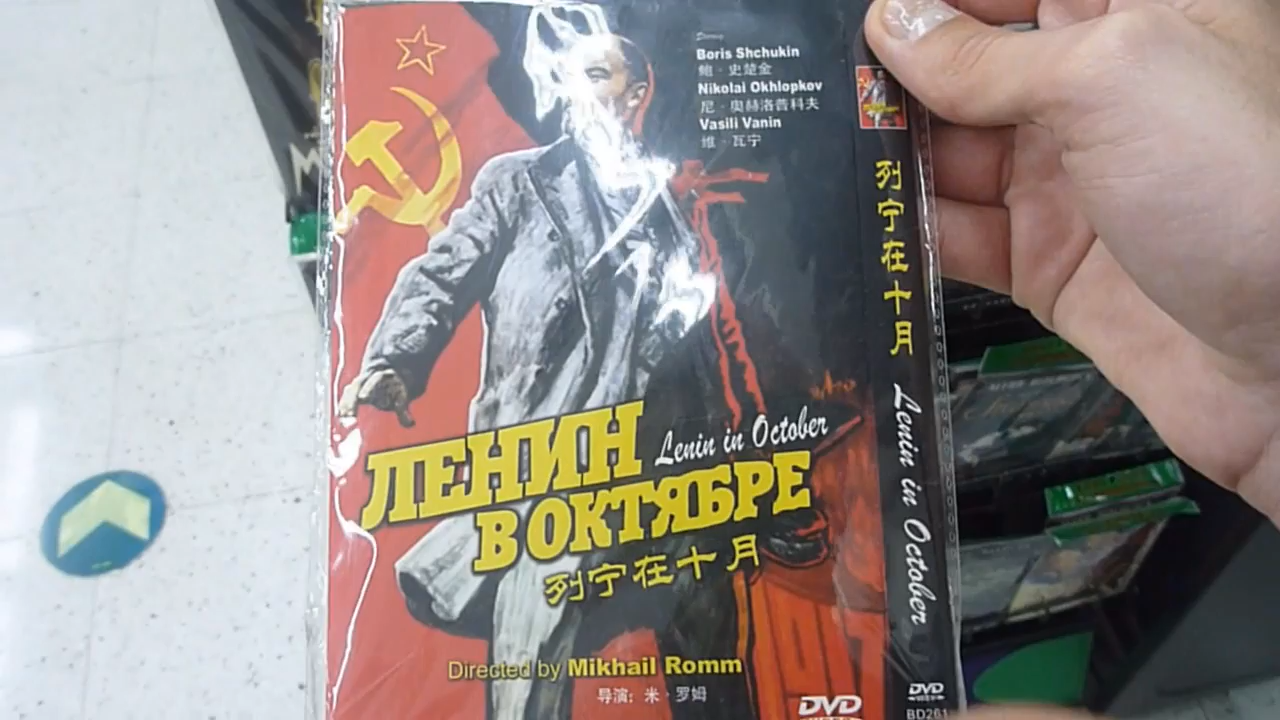 Starring
Boris Shchukin
鲍·史楚金
Nikolai Okhlopkov
尼·奥赫洛普科夫
Vasili Vanin
维·瓦宁
ЛЕНИН
Lenin in October
В ОКТЯБРЕ
列宁在十月
Directed by Mikhail Romm
导演: 米·罗姆
DVD
列宁在十月
Lenin in October
DVD
BD261